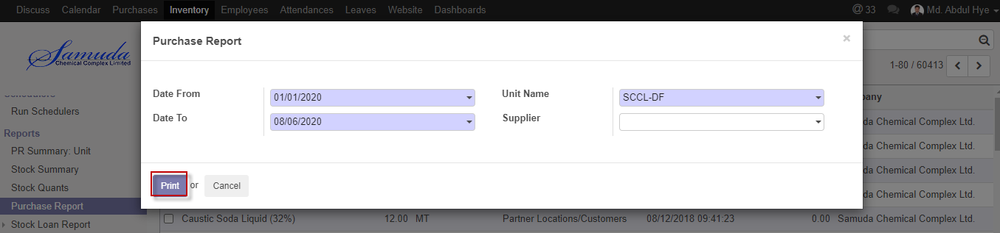 Discuss Calendar Purchases Inventory Employees Attendances Leaves Website Dashboards @ 33 Md. Abdul Hye
Samuda
Chemical Complex Limited
Purchase Report ×
1-80 / 60413
Date From 01/01/2020 Unit Name SCCL-DF
Date To 08/06/2020 Supplier
Print or Cancel
Run Schedulers
Reports
PR Summary: Unit
Stock Summary
Stock Quants
Purchase Report
Stock Loan Report
pany
da Chemical Complex Ltd.
da Chemical Complex Ltd.
da Chemical Complex Ltd.
da Chemical Complex Ltd.
Caustic Soda Liquid (32%) 12.00 MT Partner Locations/Customers 08/12/2018 09:41:23 0.00 Samuda Chemical Complex Ltd.